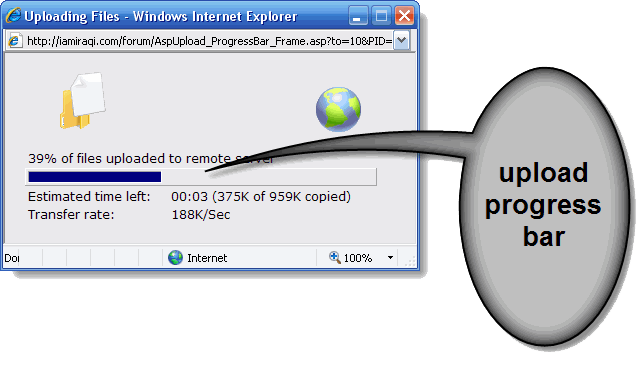 Uploading Files - Windows Internet Explorer
http://iamiraqi.com/forum/AspUpload_ProgressBar_Frame.asp?to=10&PID=
39% of files uploaded to remote server
Estimated time left: 00:03 (375K of 959K copied)
Transfer rate: 188K/Sec
Doi Internet 100%
upload
progress
bar